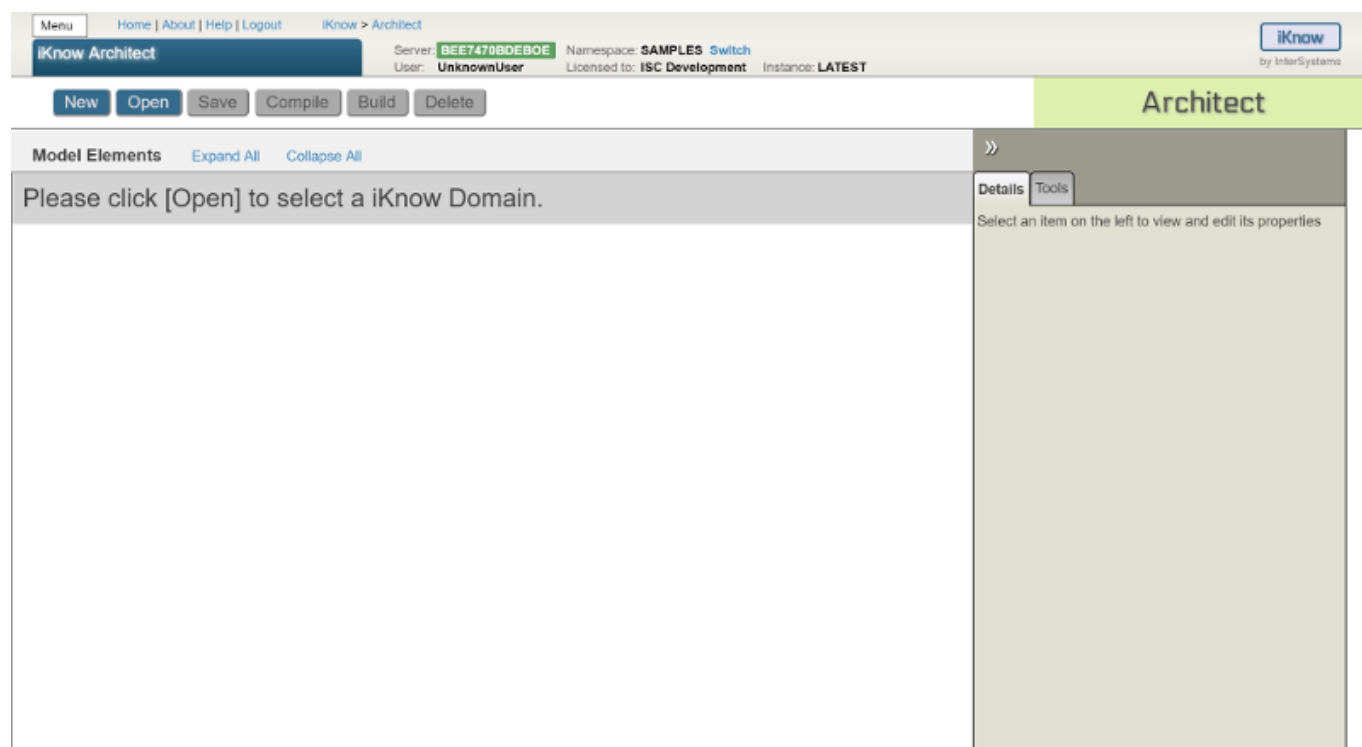 Menu Home | About | Help | Logout iKnow > Architect
iKnow
by InterSystems
iKnow Architect
Server: BEE7470BDEBOE Namespace: SAMPLES Switch
User: UnknownUser Licensed to: ISC Development Instance: LATEST
New Open Save Compile Build Delete
Architect
Model Elements Expand All Collapse All
Please click [Open] to select a iKnow Domain.
»
Details Tools
Select an item on the left to view and edit its properties